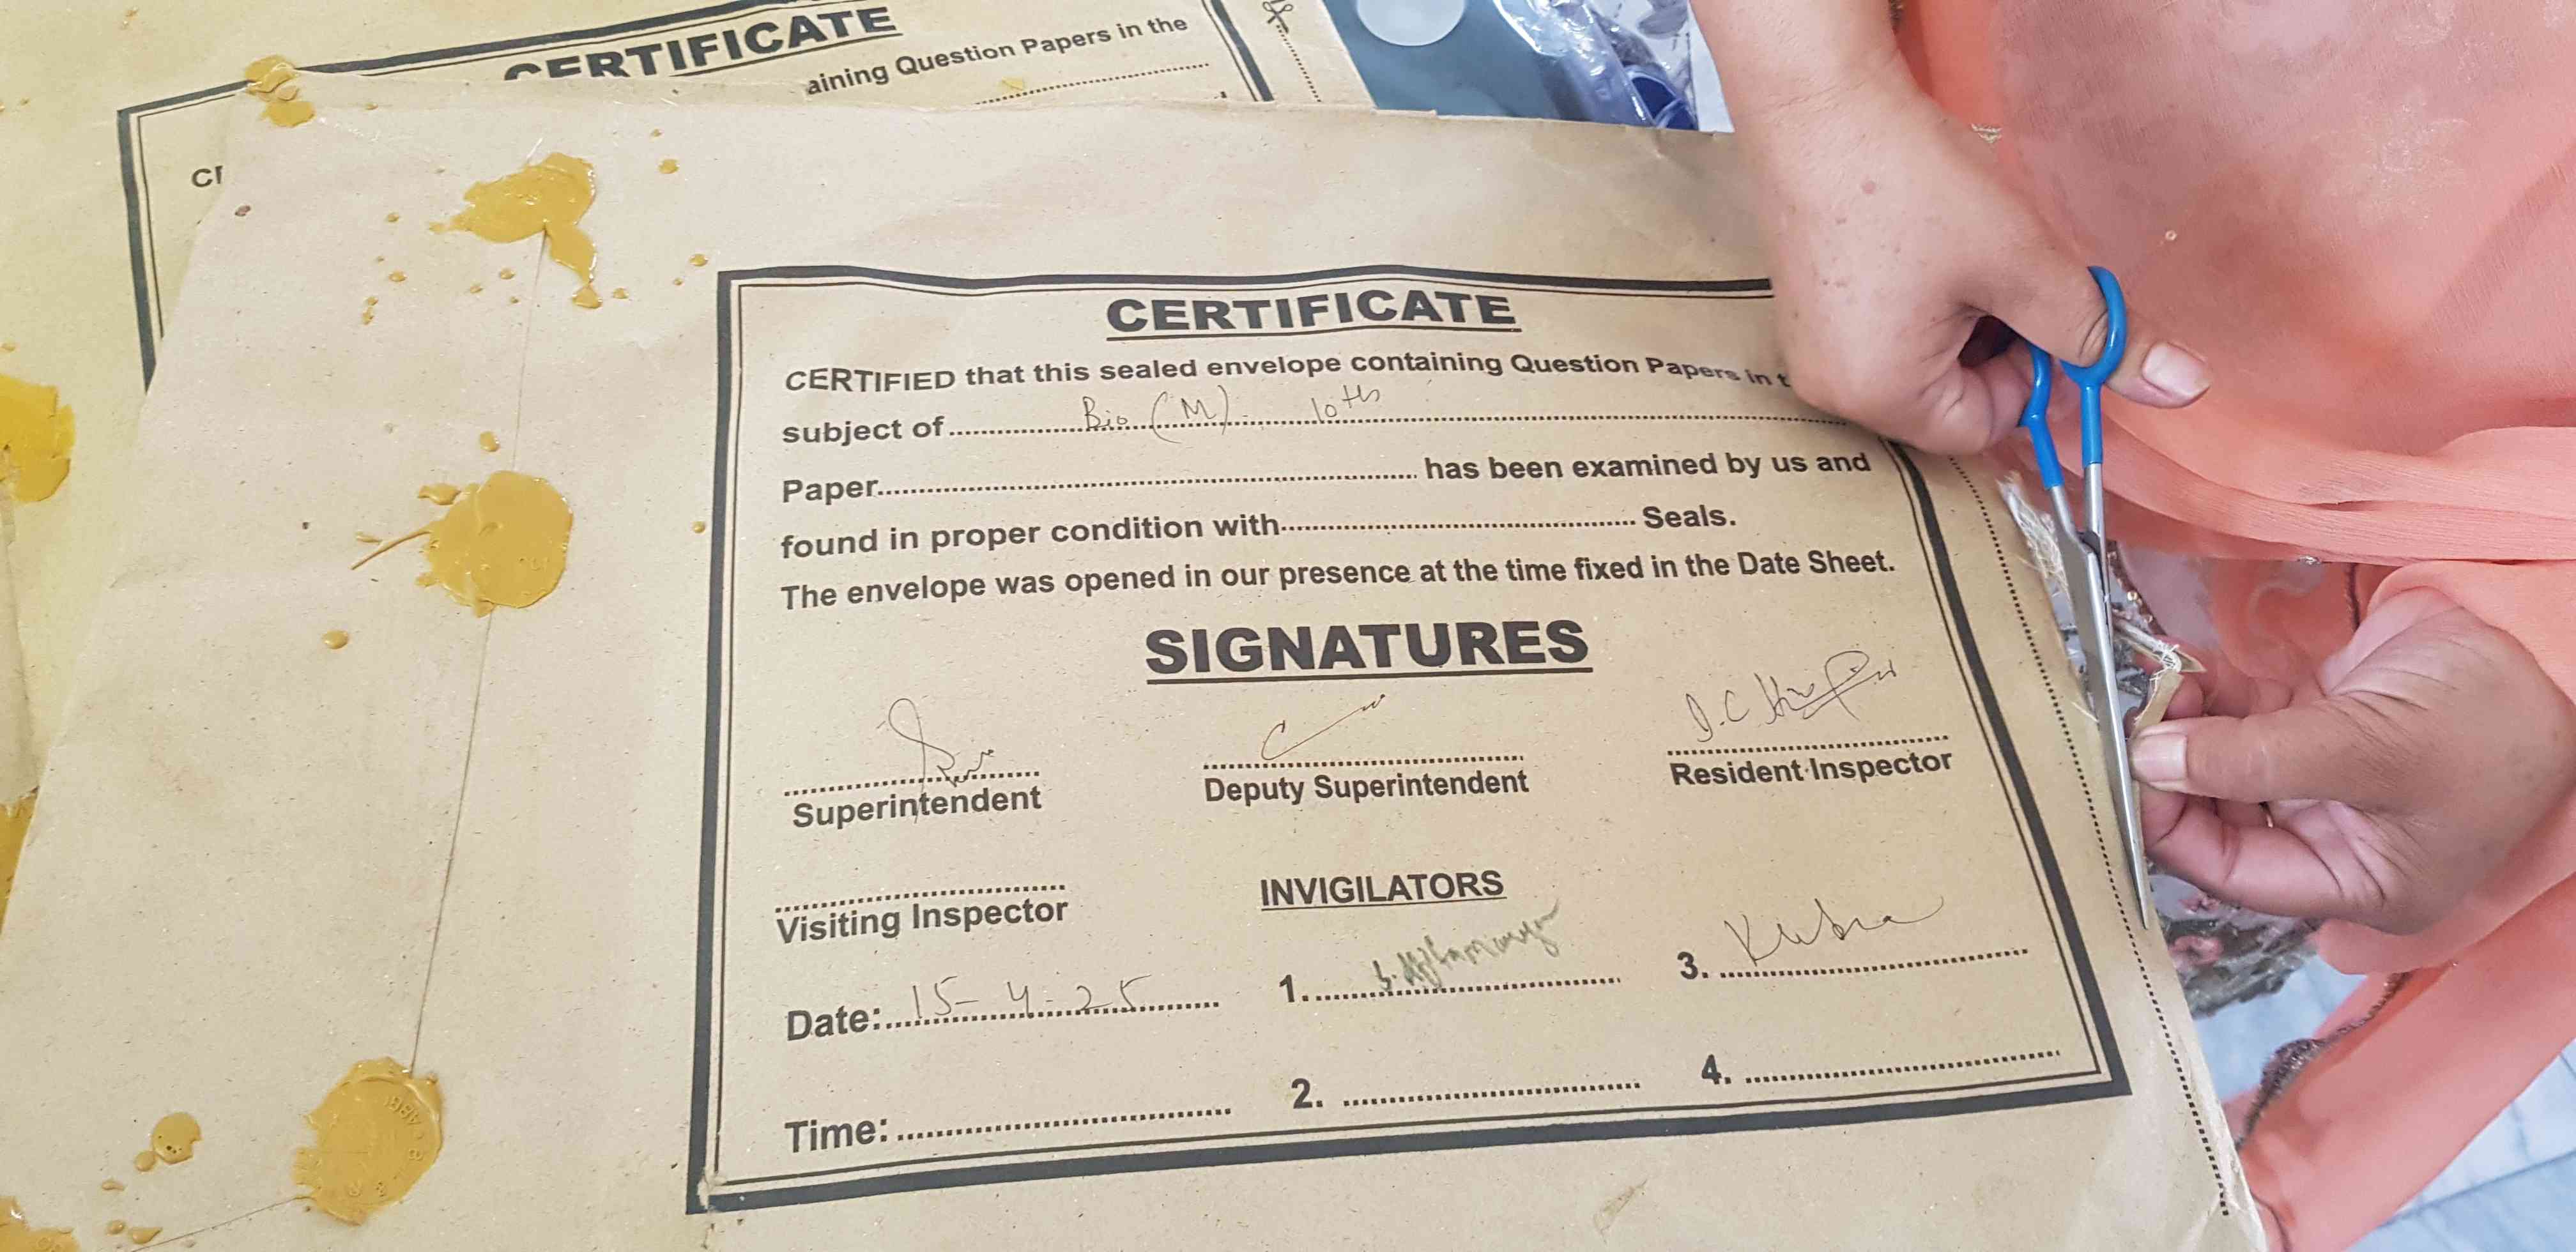 CERTIFICATE
aining Question Papers in the
CERTIFICATE
CERTIFIED that this sealed envelope containing Question Papers in t
subject of Bio (M) 10th
Paper has been examined by us and
found in proper condition with Seals.
The envelope was opened in our presence at the time fixed in the Date Sheet.
SIGNATURES
Superintendent
Deputy Superintendent
Resident Inspector
Visiting Inspector
INVIGILATORS
Date: 15-4-25
1.
3. Kubra
Time:
2.
4.